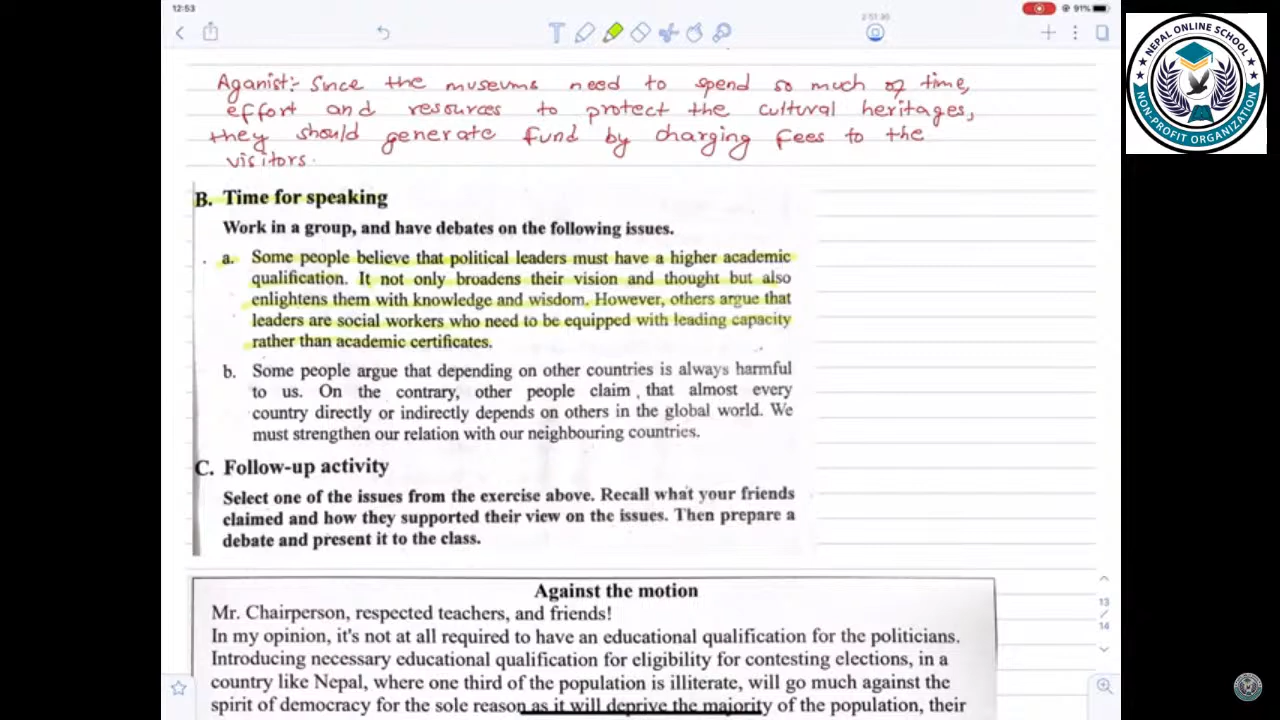 12:53
91%
2:51:30
NEPAL ONLINE SCHOOL
NON-PROFIT ORGANIZATION
Aganist:- Since the museums need to spend so much of time,
effort and resources to protect the cultural heritages,
they should generate fund by charging fees to the
visitors.
B. Time for speaking
Work in a group, and have debates on the following issues.
a. Some people believe that political leaders must have a higher academic
qualification. It not only broadens their vision and thought but also
enlightens them with knowledge and wisdom. However, others argue that
leaders are social workers who need to be equipped with leading capacity
rather than academic certificates.
b. Some people argue that depending on other countries is always harmful
to us. On the contrary, other people claim that almost every
country directly or indirectly depends on others in the global world. We
must strengthen our relation with our neighbouring countries.
C. Follow-up activity
Select one of the issues from the exercise above. Recall what your friends
claimed and how they supported their view on the issues. Then prepare a
debate and present it to the class.
Against the motion
Mr. Chairperson, respected teachers, and friends!
In my opinion, it's not at all required to have an educational qualification for the politicians.
Introducing necessary educational qualification for eligibility for contesting elections, in a
country like Nepal, where one third of the population is illiterate, will go much against the
spirit of democracy for the sole reason as it will deprive the majority of the population, their
13
/
14